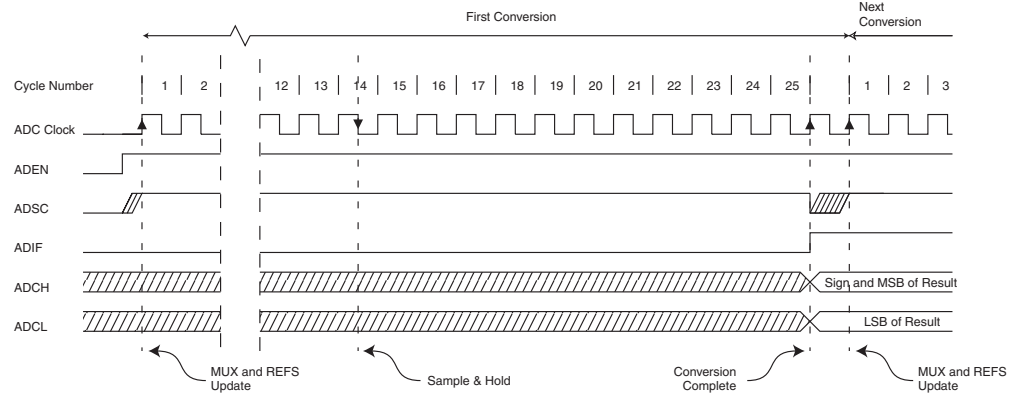 First Conversion
Next
Conversion
Cycle Number 1 2 12 13 14 15 16 17 18 19 20 21 22 23 24 25 1 2 3
ADC Clock
ADEN
ADSC
ADIF
ADCH Sign and MSB of Result
ADCL LSB of Result
MUX and REFS
Update
Sample & Hold
Conversion
Complete
MUX and REFS
Update